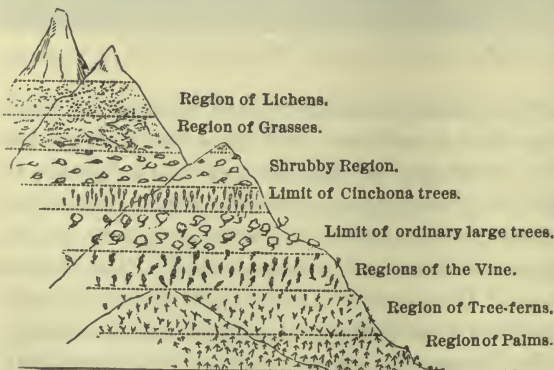 Region of Lichens.
Region of Grasses.
Shrubby Region.
Limit of Cinchona trees.
Limit of ordinary large trees.
Regions of the Vine.
Region of Tree-ferns.
Region of Palms.